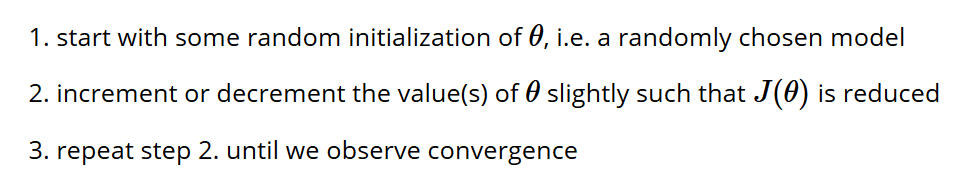 1. start with some random initialization of θ, i.e. a randomly chosen model
2. increment or decrement the value(s) of θ slightly such that J(θ) is reduced
3. repeat step 2. until we observe convergence